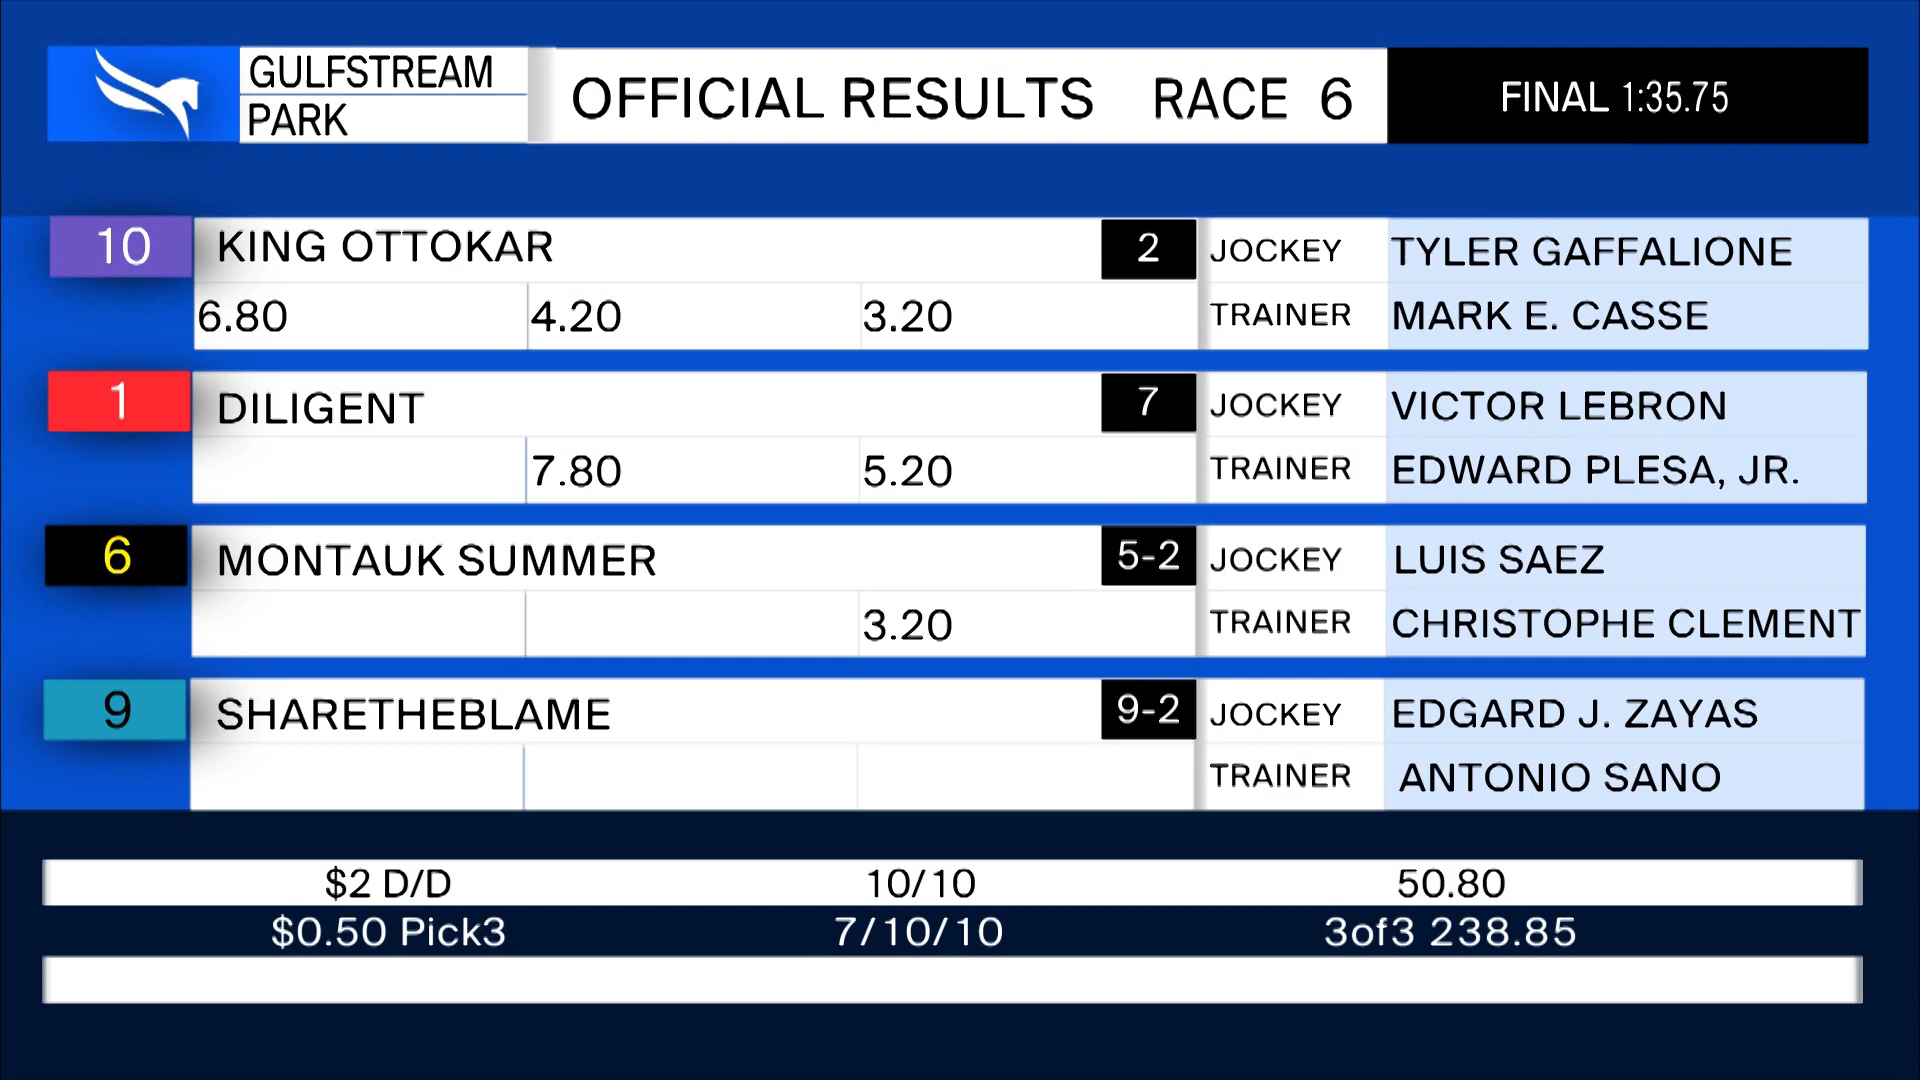 GULFSTREAM
PARK
OFFICIAL RESULTS RACE 6
FINAL 1:35.75
10 KING OTTOKAR 2 JOCKEY TYLER GAFFALIONE
6.80 4.20 3.20 TRAINER MARK E. CASSE
1 DILIGENT 7 JOCKEY VICTOR LEBRON
7.80 5.20 TRAINER EDWARD PLESA, JR.
6 MONTAUK SUMMER 5-2 JOCKEY LUIS SAEZ
3.20 TRAINER CHRISTOPHE CLEMENT
9 SHARETHEBLAME 9-2 JOCKEY EDGARD J. ZAYAS
TRAINER ANTONIO SANO
$2 D/D 10/10 50.80
$0.50 Pick3 7/10/10 3of3 238.85